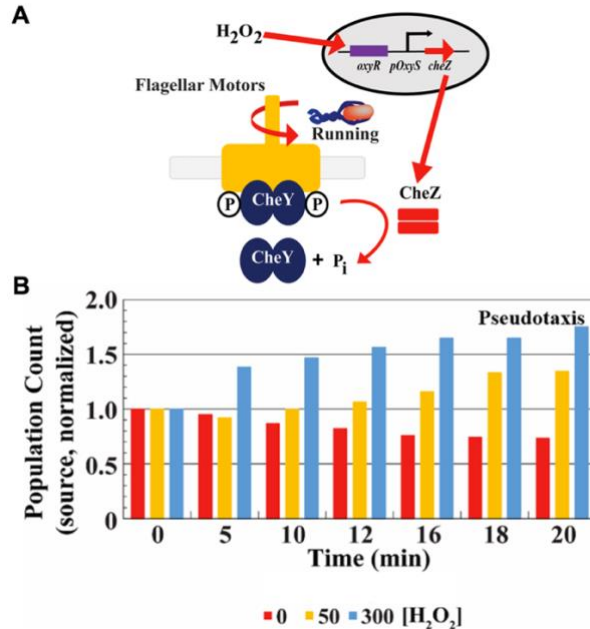 A
H₂O₂
oxyR pOxyS cheZ
Flagellar Motors
Running
CheZ
P CheY P
CheY + Pᵢ
B
Pseudotaxis
Population Count
(source, normalized)
2.0
1.5
1.0
0.5
0
0 5 10 12 16 18 20
Time (min)
0 50 300 [H₂O₂]